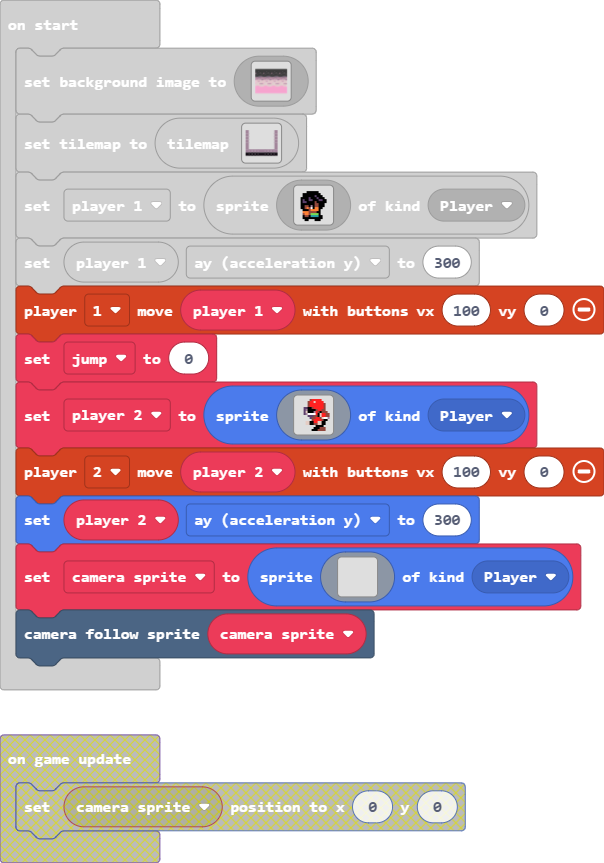 on start
set background image to
set tilemap to tilemap
set player 1 to sprite of kind Player
set player 1 ay (acceleration y) to 300
player 1 move player 1 with buttons vx 100 vy 0
set jump to 0
set player 2 to sprite of kind Player
player 2 move player 2 with buttons vx 100 vy 0
set player 2 ay (acceleration y) to 300
set camera sprite to sprite of kind Player
camera follow sprite camera sprite
on game update
set camera sprite position to x 0 y 0